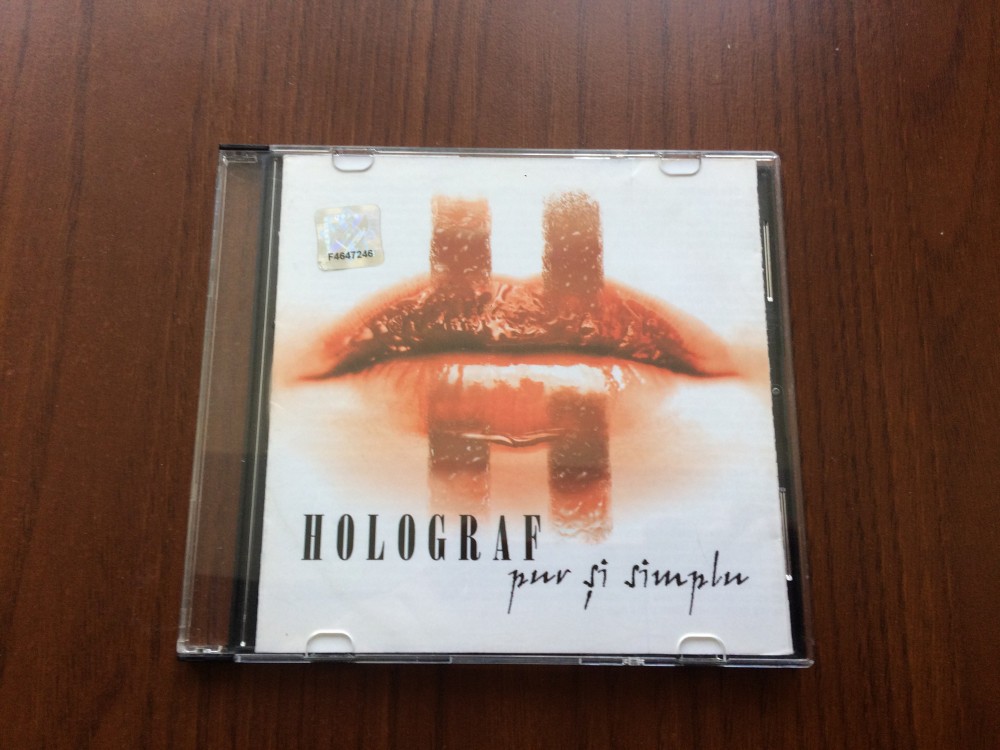 F4647246
HOLOGRAF
pur și simplu